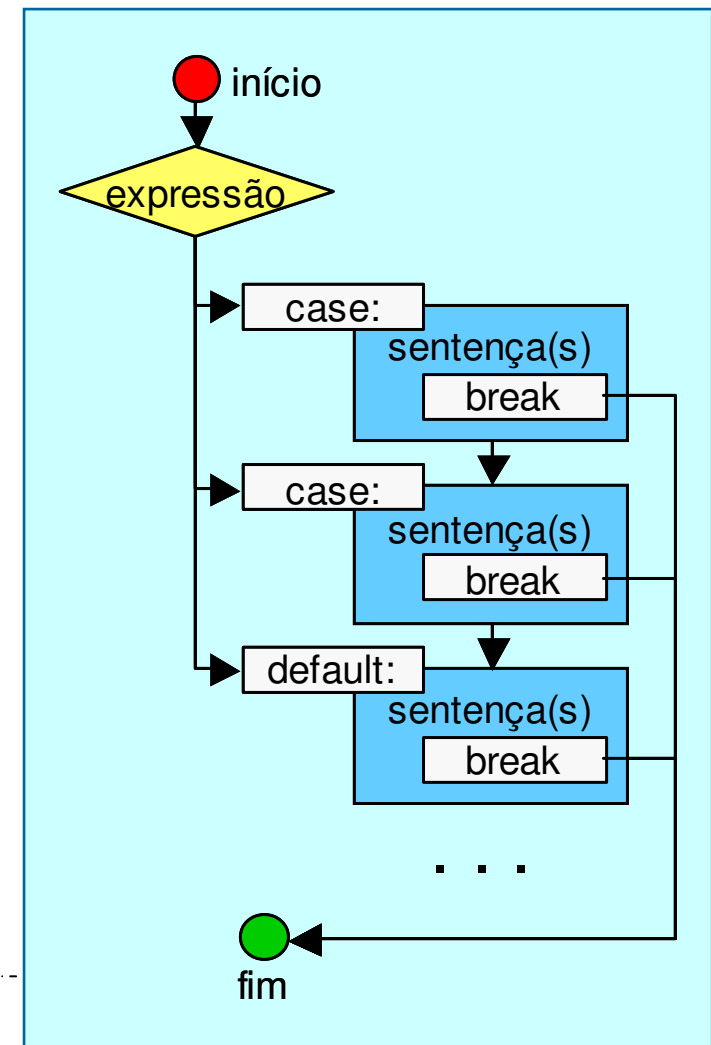 início
expressão
case:
sentença(s)
break
case:
sentença(s)
break
default:
sentença(s)
break
. . .
fim